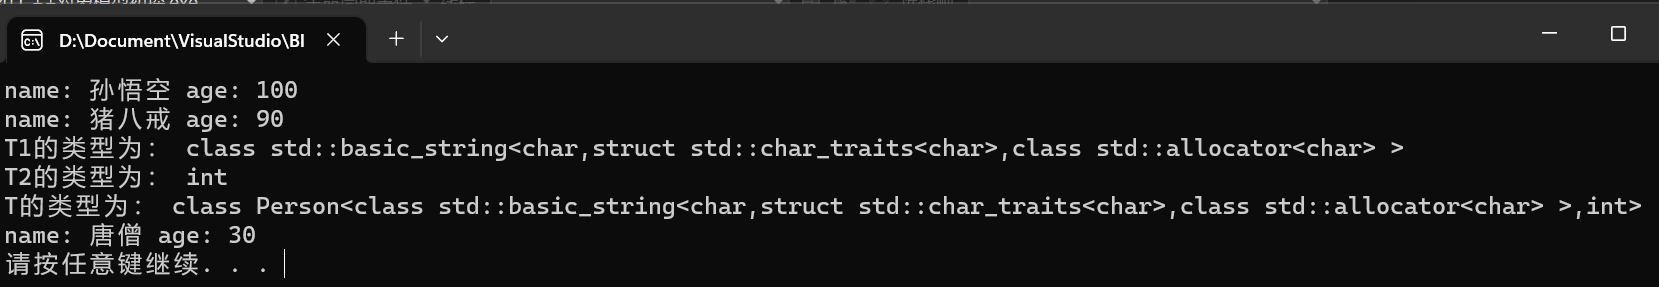 D:\Document\VisualStudio\Bl
name: 孙悟空 age: 100
name: 猪八戒 age: 90
T1的类型为： class std::basic_string<char,struct std::char_traits<char>,class std::allocator<char> >
T2的类型为： int
T的类型为： class Person<class std::basic_string<char,struct std::char_traits<char>,class std::allocator<char> >,int>
name: 唐僧 age: 30
请按任意键继续. . .